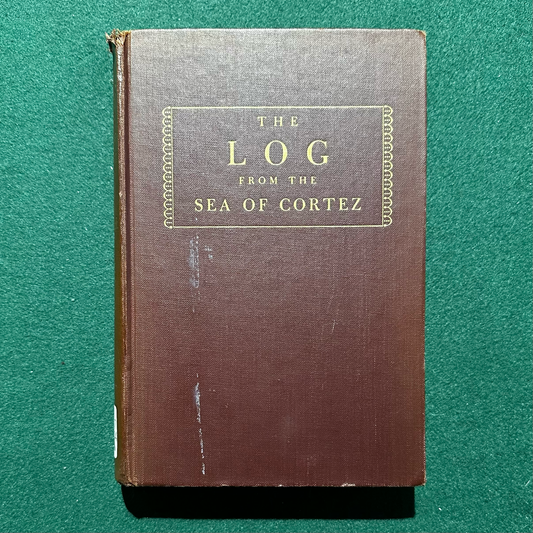 THE
LOG
FROM THE
SEA OF CORTEZ